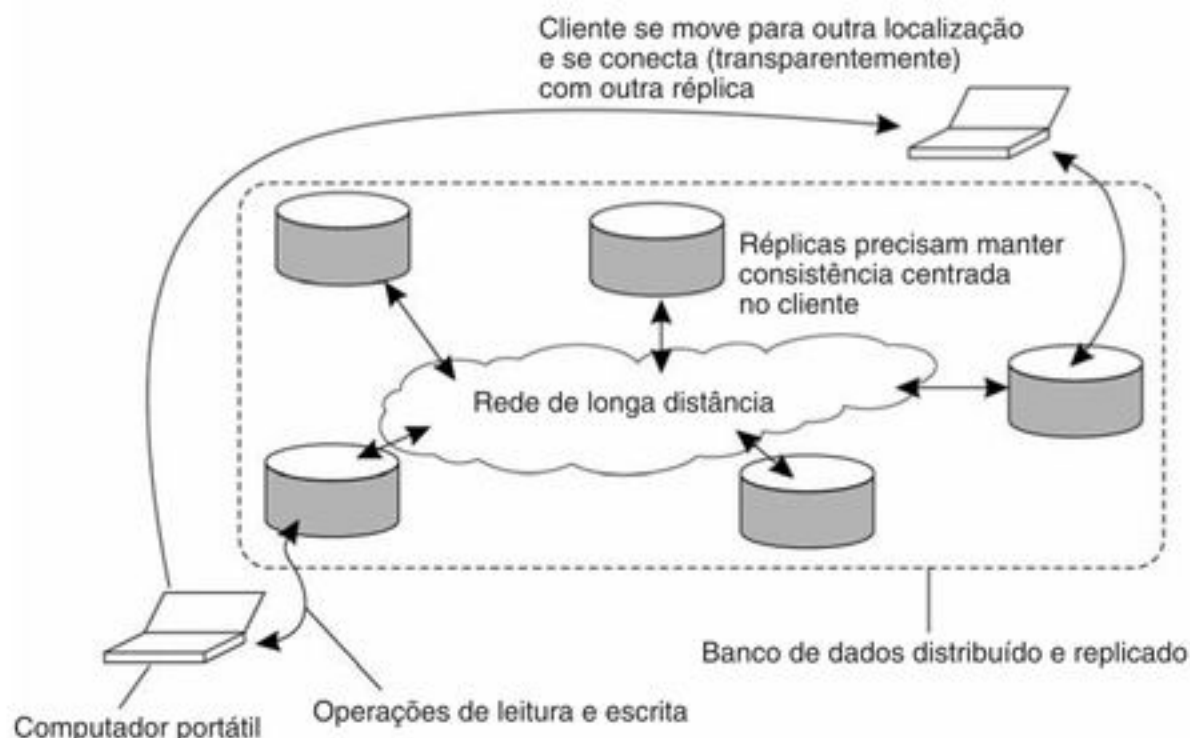 Cliente se move para outra localização
e se conecta (transparentemente)
com outra réplica
Réplicas precisam manter
consistência centrada
no cliente
Rede de longa distância
Banco de dados distribuído e replicado
Operações de leitura e escrita
Computador portátil